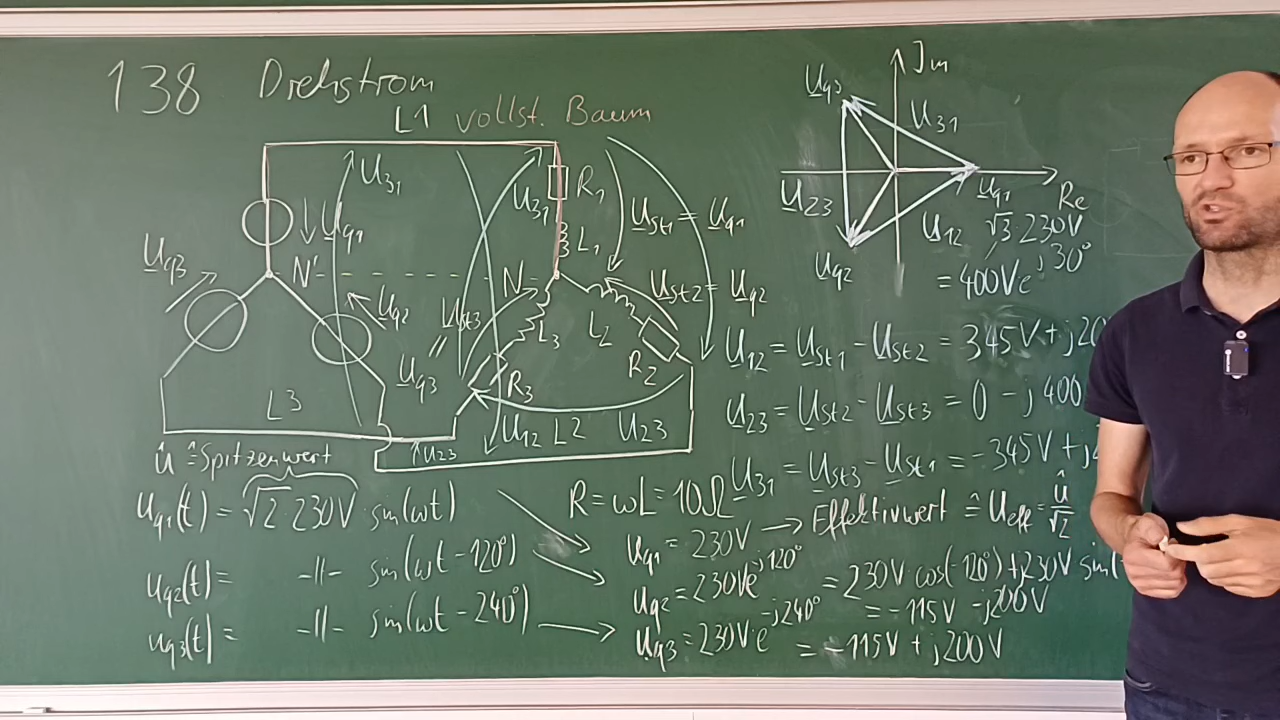 138 Drehstrom
L1 vollst. Baum
U31
Uq1
Uq3
N'
Uq2
L3
U31
R1
L1
Ust1 = Uq1
N
Ust2 = Uq2
Ust3
=
Uq3
L3
L2
R3
R2
U12
L2
U23
U23
Im
Uq3
U31
U23
Uq1
Re
Uq2
U12
√3·230V
= 400V e^j30°
U12 = Ust1 - Ust2 = 345V + j20
U23 = Ust2 - Ust3 = 0 - j400
U31 = Ust3 - Ust1 = -345V + j2
û ≙ Spitzenwert
uq1(t) = √2·230V · sin(ωt)
uq2(t) = -||- sin(ωt - 120°)
uq3(t) = -||- sin(ωt - 240°)
R = ωL = 10Ω
Uq1 = 230V → Effektivwert ≙ Ueff = û/√2
Uq2 = 230V e^-j120° = 230V cos(-120°) + j230V sin(-
= -115V - j200V
Uq3 = 230V·e^-j240° = -115V + j200V